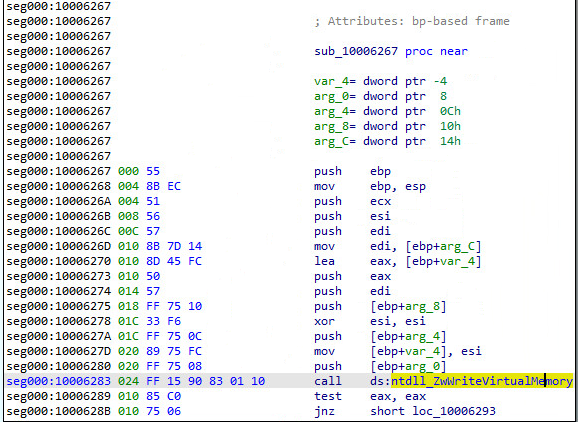 seg000:10006267
seg000:10006267 ; Attributes: bp-based frame
seg000:10006267
seg000:10006267 sub_10006267 proc near
seg000:10006267
seg000:10006267 var_4= dword ptr -4
seg000:10006267 arg_0= dword ptr 8
seg000:10006267 arg_4= dword ptr 0Ch
seg000:10006267 arg_8= dword ptr 10h
seg000:10006267 arg_C= dword ptr 14h
seg000:10006267
seg000:10006267 000 55 push ebp
seg000:10006268 004 8B EC mov ebp, esp
seg000:1000626A 004 51 push ecx
seg000:1000626B 008 56 push esi
seg000:1000626C 00C 57 push edi
seg000:1000626D 010 8B 7D 14 mov edi, [ebp+arg_C]
seg000:10006270 010 8D 45 FC lea eax, [ebp+var_4]
seg000:10006273 010 50 push eax
seg000:10006274 014 57 push edi
seg000:10006275 018 FF 75 10 push [ebp+arg_8]
seg000:10006278 01C 33 F6 xor esi, esi
seg000:1000627A 01C FF 75 0C push [ebp+arg_4]
seg000:1000627D 020 89 75 FC mov [ebp+var_4], esi
seg000:10006280 020 FF 75 08 push [ebp+arg_0]
seg000:10006283 024 FF 15 90 83 01 10 call ds:ntdll_ZwWriteVirtualMemory
seg000:10006289 010 85 C0 test eax, eax
seg000:1000628B 010 75 06 jnz short loc_10006293